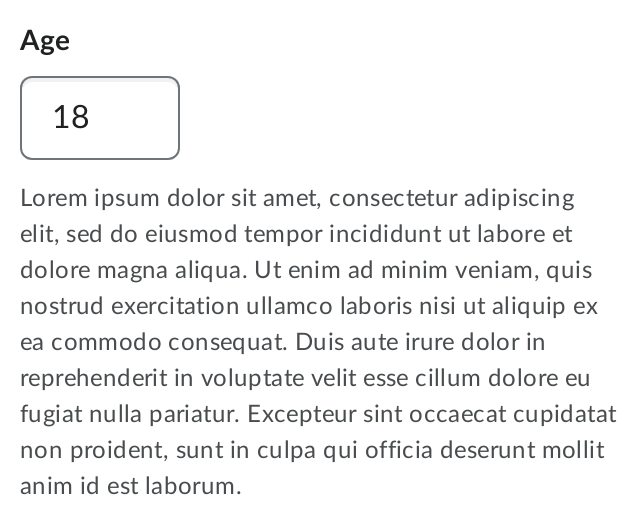 Age
18
Lorem ipsum dolor sit amet, consectetur adipiscing
elit, sed do eiusmod tempor incididunt ut labore et
dolore magna aliqua. Ut enim ad minim veniam, quis
nostrud exercitation ullamco laboris nisi ut aliquip ex
ea commodo consequat. Duis aute irure dolor in
reprehenderit in voluptate velit esse cillum dolore eu
fugiat nulla pariatur. Excepteur sint occaecat cupidatat
non proident, sunt in culpa qui officia deserunt mollit
anim id est laborum.